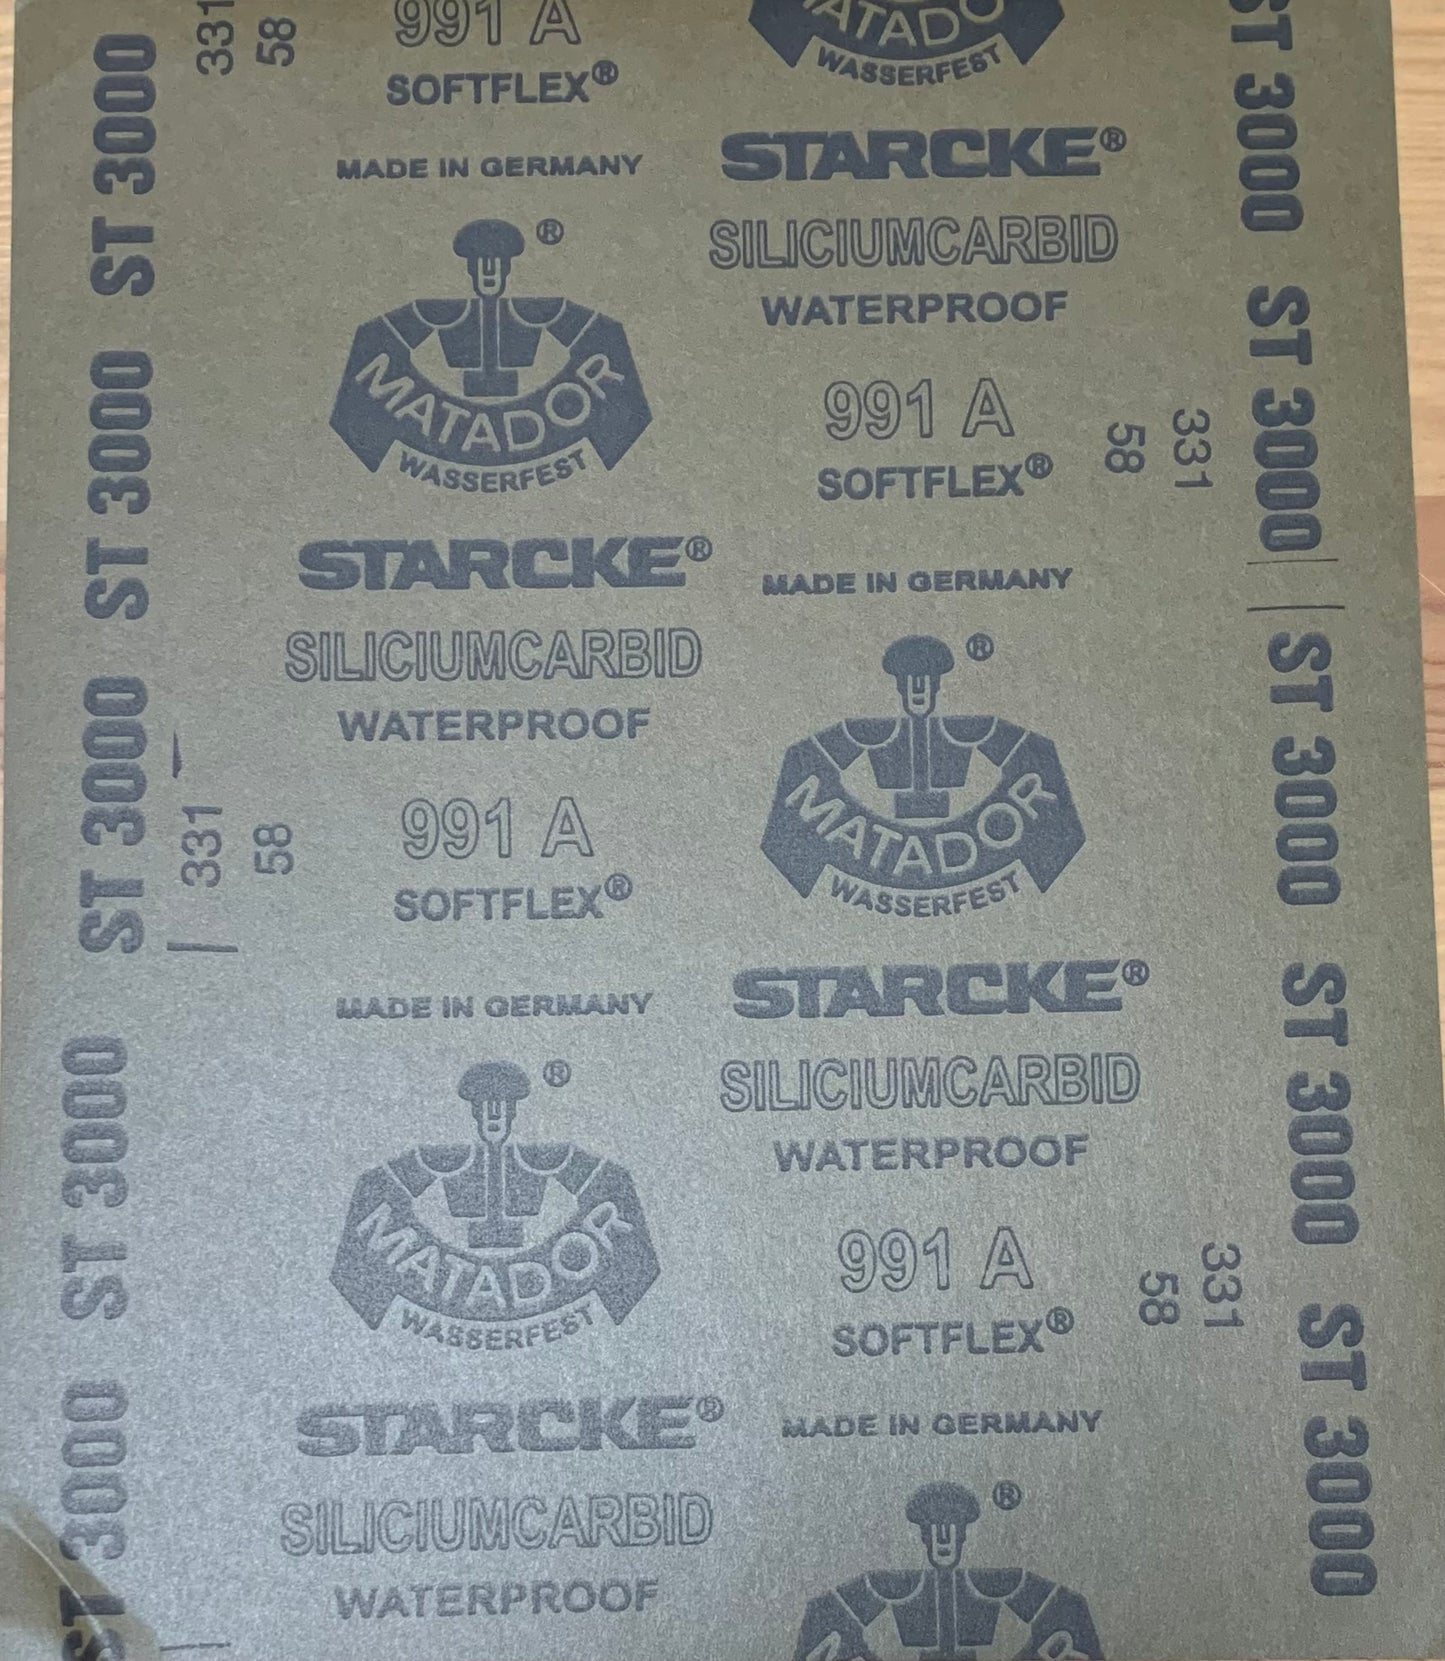 331
58
991 A
SOFTFLEX®
MADE IN GERMANY
®
MATADOR
WASSERFEST
STARCKE®
SILICIUMCARBID
WATERPROOF
991 A
SOFTFLEX®
MADE IN GERMANY
®
MATADOR
WASSERFEST
STARCKE®
SILICIUMCARBID
WATERPROOF
MATADOR
WASSERFEST
STARCKE®
SILICIUMCARBID
WATERPROOF
991 A
SOFTFLEX®
MADE IN GERMANY
®
MATADOR
WASSERFEST
STARCKE®
SILICIUMCARBID
WATERPROOF
991 A
SOFTFLEX®
MADE IN GERMANY
®
MATADOR
ST 3000 ST 3000 ST 3000 ST 3000 ST 3000
331
58
331
58
331
58
ST 3000 ST 3000 ST 3000 ST 3000 ST 3000